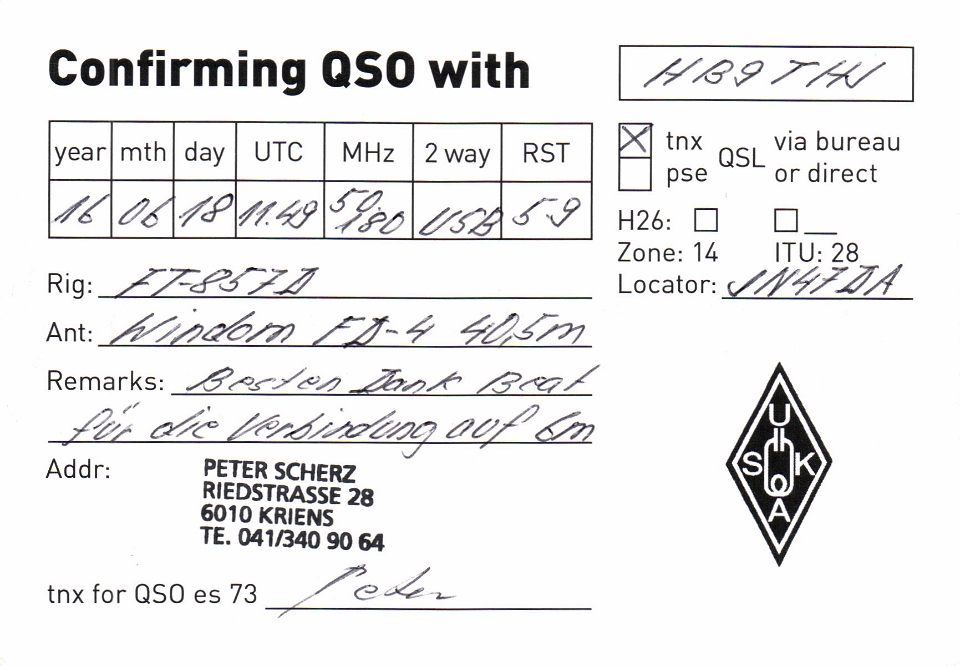 Confirming QSO with
HB9THJ
year mth day UTC MHz 2 way RST
16 06 18 11.49 50.180 USB 59
tnx QSL via bureau
pse or direct
H26:
Zone: 14 ITU: 28
Locator: JN47DA
Rig: FT-857D
Ant: Windom FD-4 40,5m
Remarks: Besten Dank Beat
für die Verbindung auf 6m
Addr: PETER SCHERZ
RIEDSTRASSE 28
6010 KRIENS
TE. 041/340 90 64
tnx for QSO es 73 Peter
U
S K
A